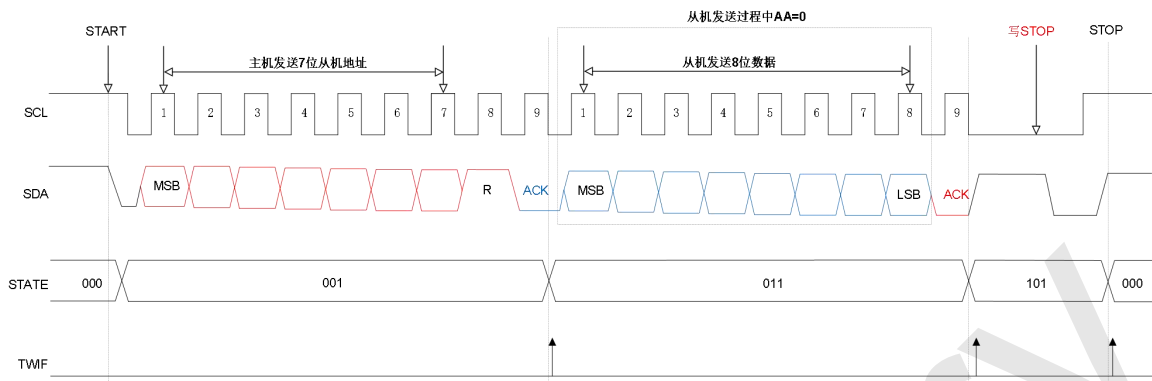 从机发送过程中AA=0
START
写STOP
STOP
主机发送7位从机地址
从机发送8位数据
SCL 1 2 3 4 5 6 7 8 9 1 2 3 4 5 6 7 8 9
SDA MSB R ACK MSB LSB ACK
STATE 000 001 011 101 000
TWIF